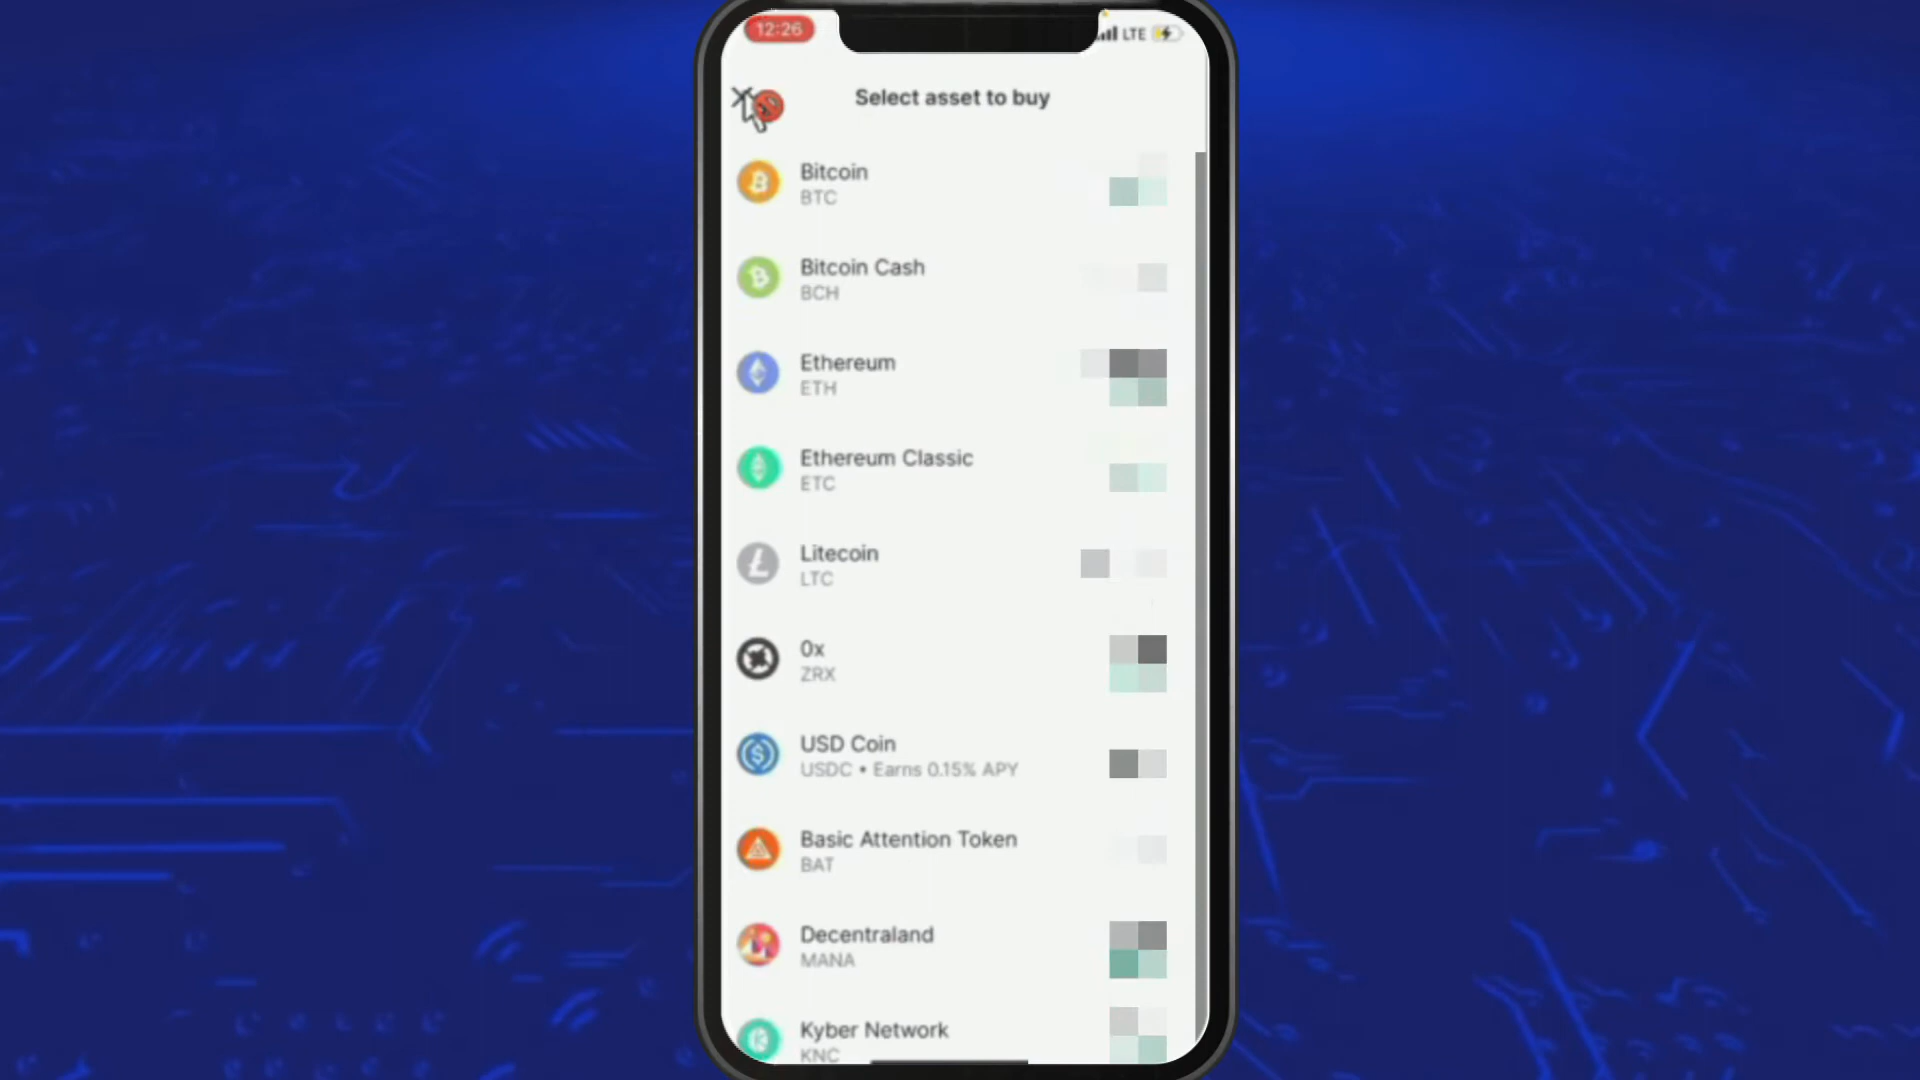 12:26
LTE
Select asset to buy
Bitcoin
BTC
Bitcoin Cash
BCH
Ethereum
ETH
Ethereum Classic
ETC
Litecoin
LTC
0x
ZRX
USD Coin
USDC • Earns 0.15% APY
Basic Attention Token
BAT
Decentraland
MANA
Kyber Network
KNC